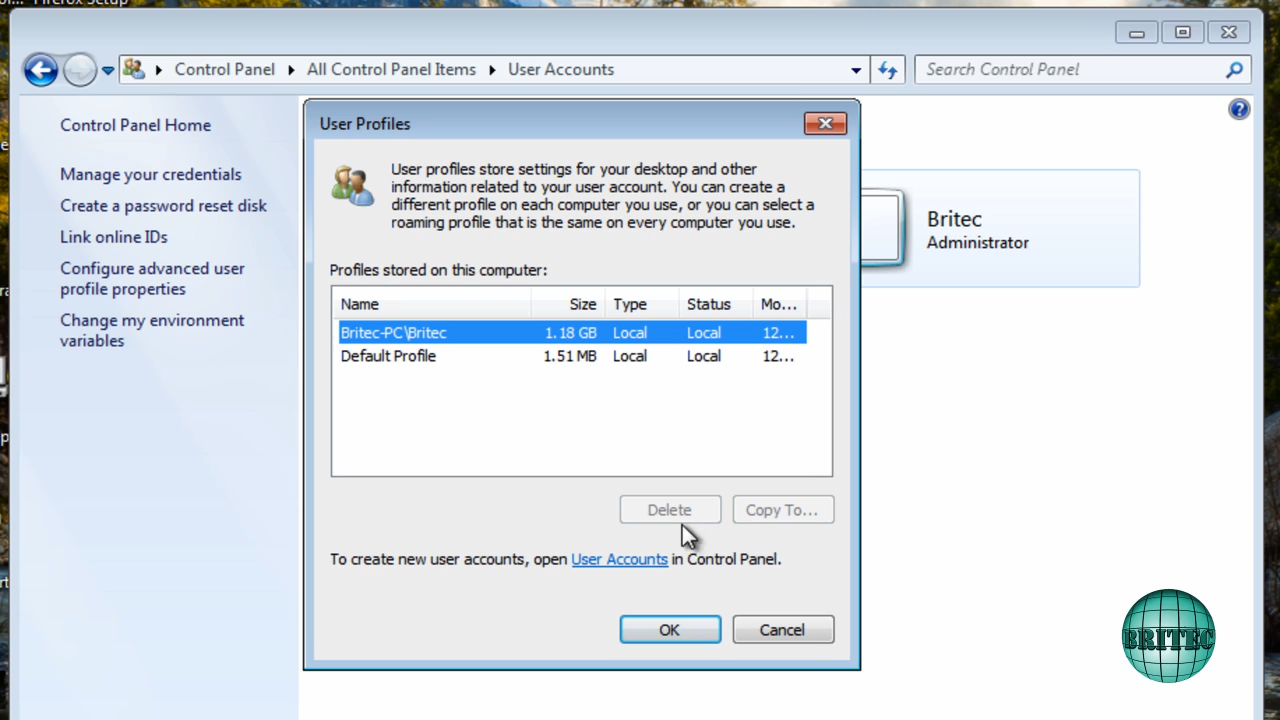 Firefox Setup
Control Panel
All Control Panel Items
User Accounts
Search Control Panel
Control Panel Home
Manage your credentials
Create a password reset disk
Link online IDs
Configure advanced user
profile properties
Change my environment
variables
User Profiles
User profiles store settings for your desktop and other
information related to your user account. You can create a
different profile on each computer you use, or you can select a
roaming profile that is the same on every computer you use.
Profiles stored on this computer:
Name Size Type Status Mo...
Britec-PC\Britec 1.18 GB Local Local 12...
Default Profile 1.51 MB Local Local 12...
Delete Copy To...
To create new user accounts, open User Accounts in Control Panel.
OK Cancel
Britec
Administrator
BRITEC